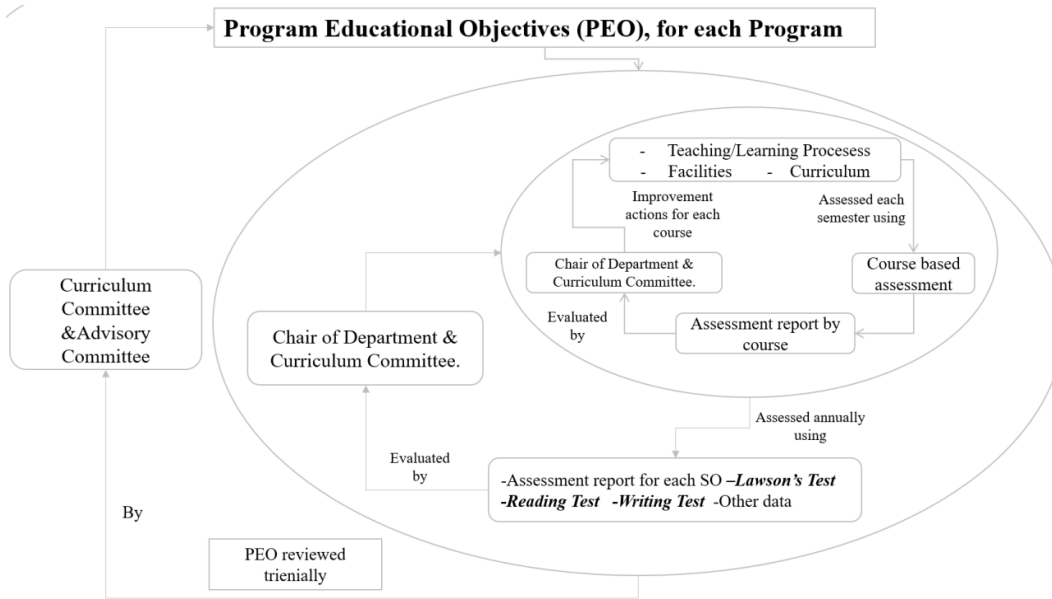 Program Educational Objectives (PEO), for each Program
- Teaching/Learning Procesess
- Facilities - Curriculum
Improvement
actions for each
course
Assessed each
semester using
Chair of Department &
Curriculum Committee.
Course based
assessment
Evaluated
by
Assessment report by
course
Curriculum
Committee
&Advisory
Committee
Chair of Department &
Curriculum Committee.
Assessed annually
using
Evaluated
by
-Assessment report for each SO –Lawson's Test
-Reading Test -Writing Test -Other data
By
PEO reviewed
trienially